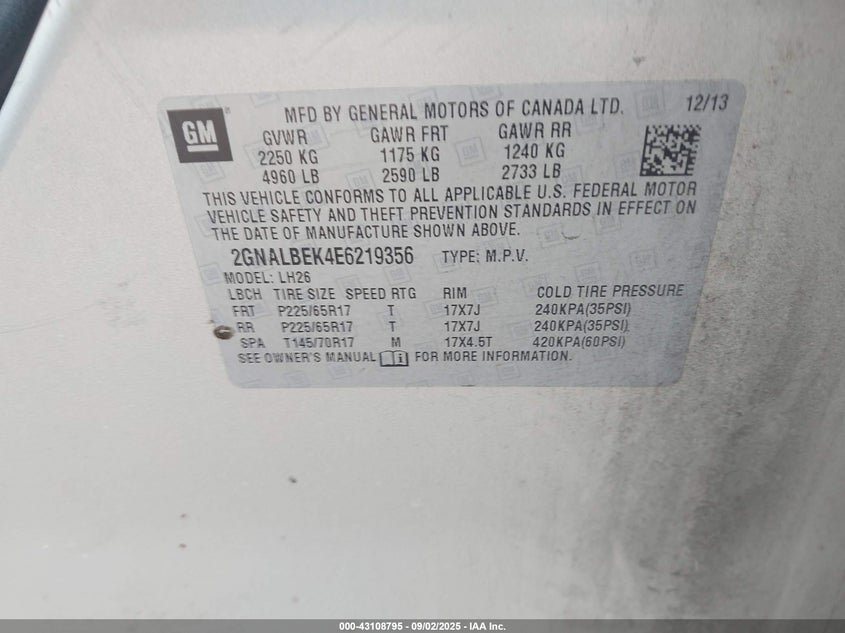 GM ® MFD BY GENERAL MOTORS OF CANADA LTD. 12/13
GVWR GAWR FRT GAWR RR
2250 KG 1175 KG 1240 KG
4960 LB 2590 LB 2733 LB
THIS VEHICLE CONFORMS TO ALL APPLICABLE U.S. FEDERAL MOTOR
VEHICLE SAFETY AND THEFT PREVENTION STANDARDS IN EFFECT ON
THE DATE OF MANUFACTURE SHOWN ABOVE.
2GNALBEK4E6219356 TYPE: M.P.V.
MODEL: LH26
LBCH TIRE SIZE SPEED RTG RIM COLD TIRE PRESSURE
FRT P225/65R17 T 17X7J 240KPA(35PSI)
RR P225/65R17 T 17X7J 240KPA(35PSI)
SPA T145/70R17 M 17X4.5T 420KPA(60PSI)
SEE OWNER'S MANUAL i FOR MORE INFORMATION.
000-43108795 - 09/02/2025 - IAA Inc.